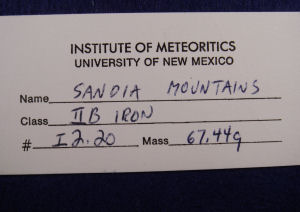 INSTITUTE OF METEORITICS
UNIVERSITY OF NEW MEXICO
Name SANDIA MOUNTAINS
Class IIB IRON
# I2.20 Mass 67.44g